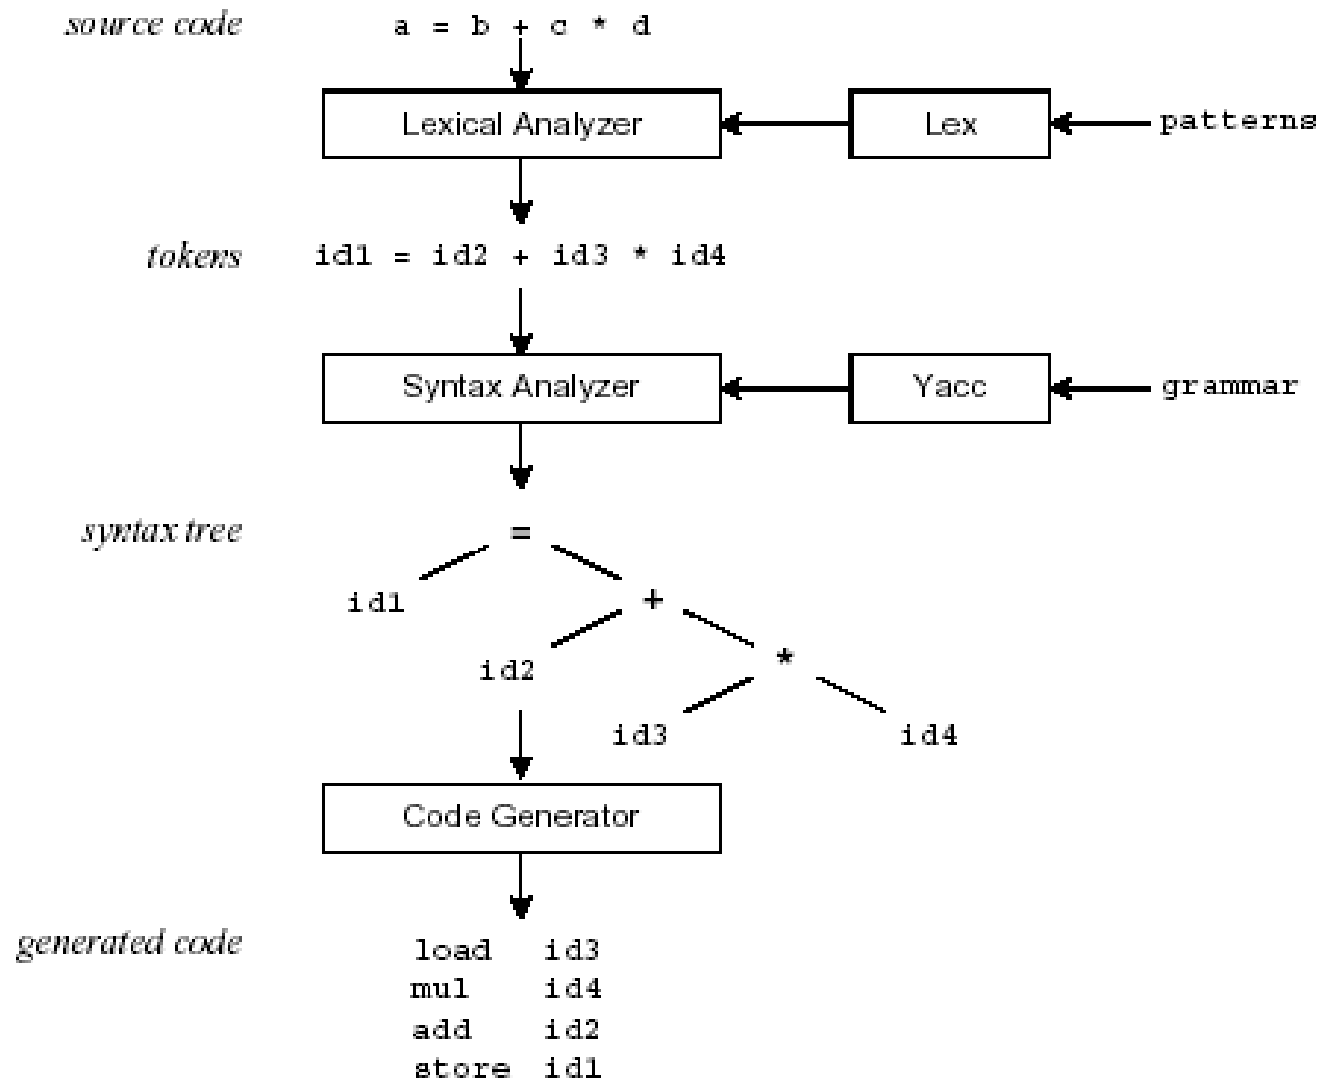 source code a = b + c * d
Lexical Analyzer Lex patterns
tokens id1 = id2 + id3 * id4
Syntax Analyzer Yacc grammar
syntax tree =
id1 +
id2 *
id3 id4
Code Generator
generated code load id3
mul id4
add id2
store id1